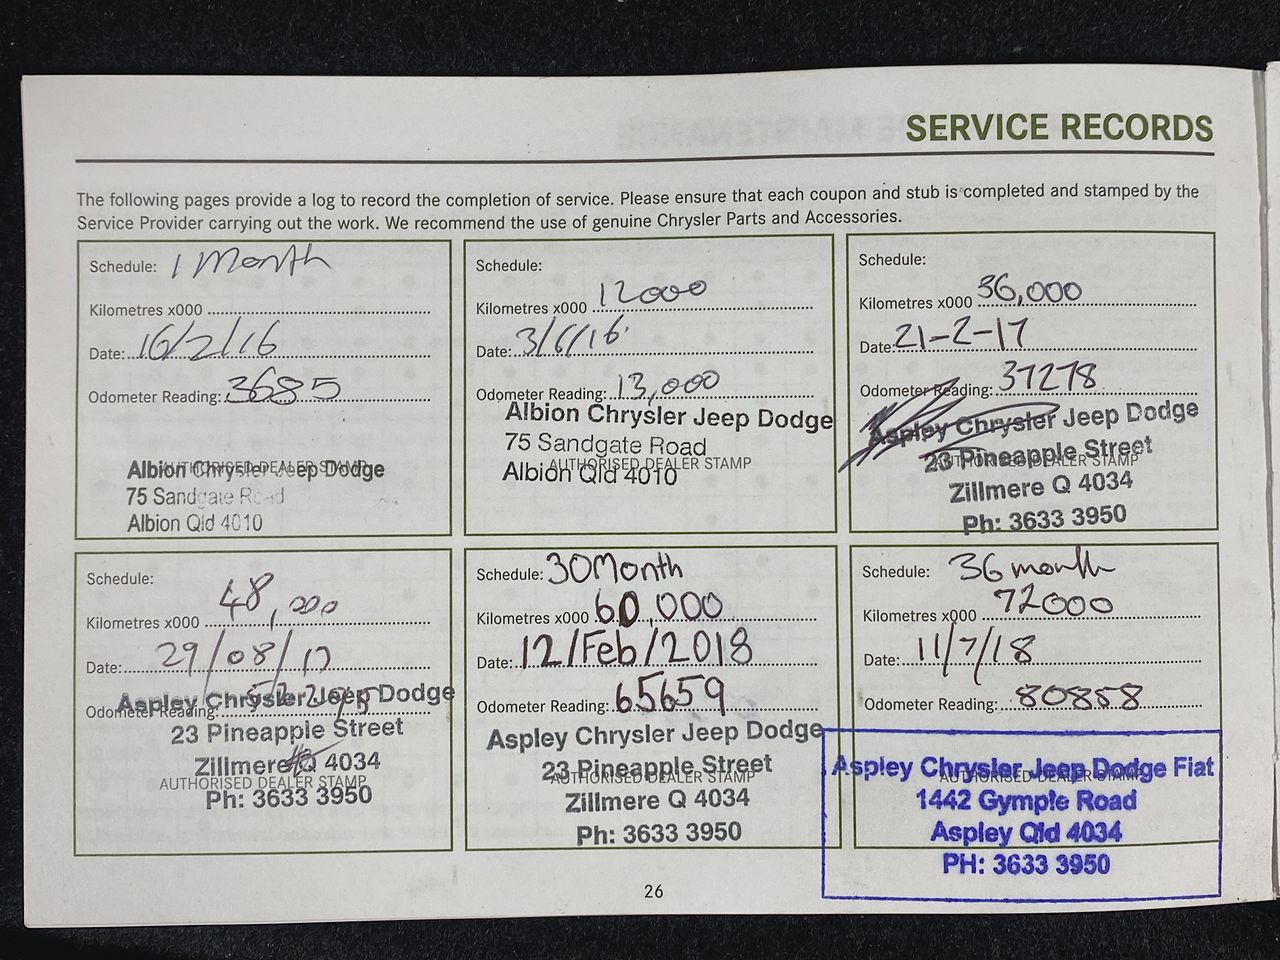 SERVICE RECORDS
The following pages provide a log to record the completion of service. Please ensure that each coupon and stub is completed and stamped by the
Service Provider carrying out the work. We recommend the use of genuine Chrysler Parts and Accessories.
Schedule: 1 Month
Kilometres x000
Date: 16/2/16
Odometer Reading: 3685
AUTHORISED DEALER STAMP
Albion Chrysler Jeep Dodge
75 Sandgate Road
Albion Qld 4010
Schedule:
Kilometres x000 12000
Date: 3/6/16
Odometer Reading: 13,000
Albion Chrysler Jeep Dodge
75 Sandgate Road
AUTHORISED DEALER STAMP
Albion Qld 4010
Schedule:
Kilometres x000 36,000
Date: 21-2-17
Odometer Reading: 37278
Aspley Chrysler Jeep Dodge
23 Pineapple Street
AUTHORISED DEALER STAMP
Zillmere Q 4034
Ph: 3633 3950
Schedule:
Kilometres x000 48,000
Date: 29/08/17
Odometer Reading:
Aspley Chrysler Jeep Dodge
23 Pineapple Street
Zillmere Q 4034
AUTHORISED DEALER STAMP
Ph: 3633 3950
Schedule: 30Month
Kilometres x000 60,000
Date: 12/Feb/2018
Odometer Reading: 65659
Aspley Chrysler Jeep Dodge
23 Pineapple Street
AUTHORISED DEALER STAMP
Zillmere Q 4034
Ph: 3633 3950
Schedule: 36 month
Kilometres x000 72000
Date: 11/7/18
Odometer Reading: 80858
Aspley Chrysler Jeep Dodge Fiat
AUTHORISED DEALER STAMP
1442 Gympie Road
Aspley Qld 4034
PH: 3633 3950
26